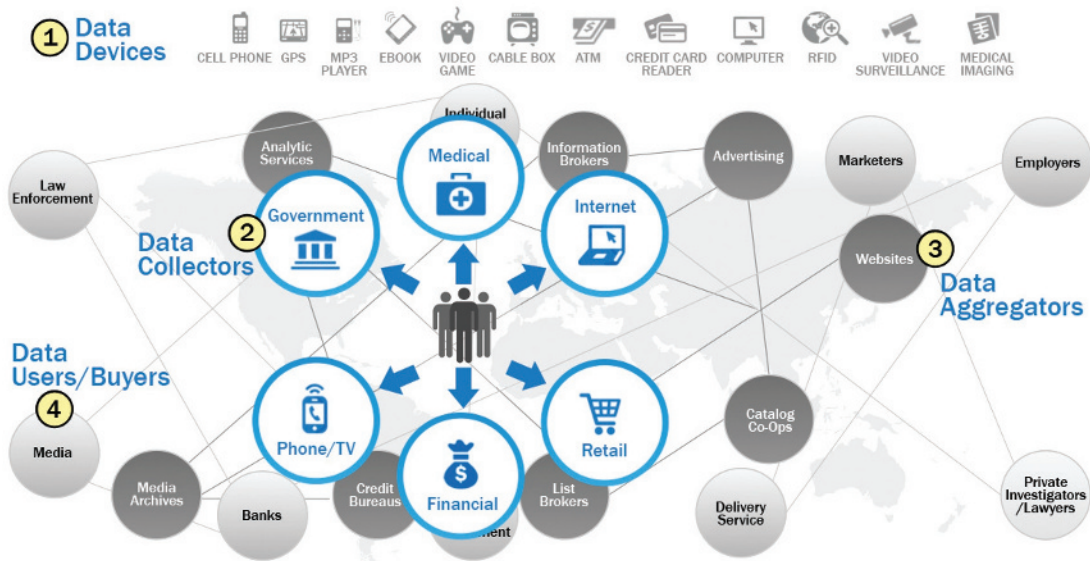 1 Data
Devices
CELL PHONE
GPS
MP3
PLAYER
EBOOK
VIDEO
GAME
CABLE BOX
ATM
CREDIT CARD
READER
COMPUTER
RFID
VIDEO
SURVEILLANCE
MEDICAL
IMAGING
Individual
Analytic
Services
Medical
Information
Brokers
Advertising
Marketers
Employers
Law
Enforcement
Government
Internet
2
Data
Collectors
Websites
3
Data
Aggregators
Data
Users/Buyers
4
Media
Phone/TV
Retail
Catalog
Co-Ops
Media
Archives
Banks
Credit
Bureaus
$
Financial
List
Brokers
Delivery
Service
Private
Investigators
/Lawyers